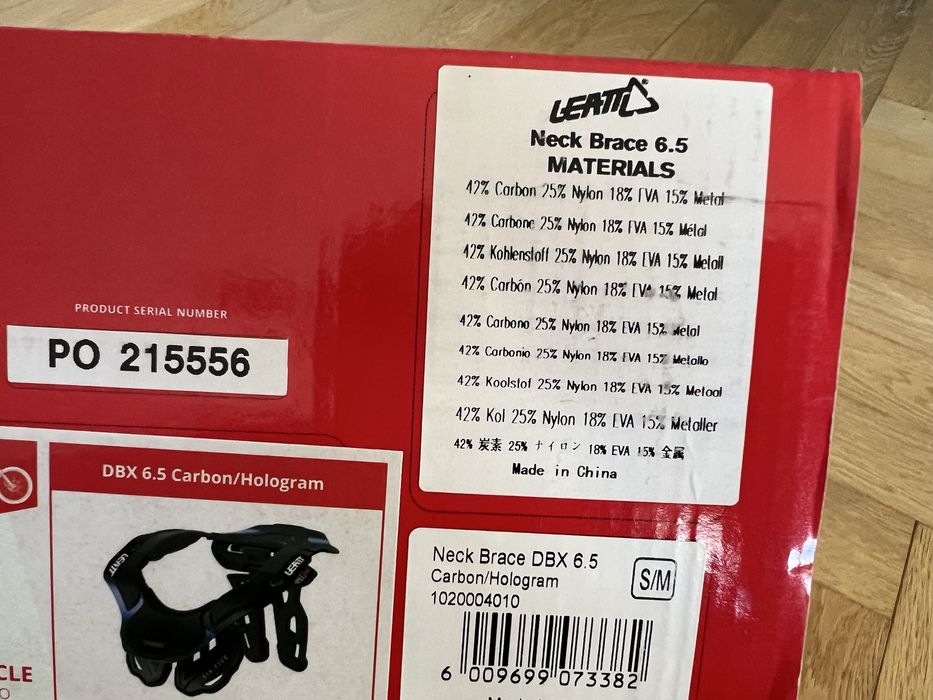 LEATT
Neck Brace 6.5
MATERIALS
42% Carbon 25% Nylon 18% EVA 15% Metal
42% Carbone 25% Nylon 18% EVA 15% Métal
42% Kohlenstoff 25% Nylon 18% EVA 15% Metall
42% Carbón 25% Nylon 18% EVA 15% Metal
42% Carbono 25% Nylon 18% EVA 15% Metal
42% Carbonio 25% Nylon 18% EVA 15% Metallo
42% Koolstof 25% Nylon 18% EVA 15% Metaal
42% Kol 25% Nylon 18% EVA 15% Metaller
42% 炭素 25% ナイロン 18% EVA 15% 金属
Made in China
PRODUCT SERIAL NUMBER
PO 215556
DBX 6.5 Carbon/Hologram
LEATT
LEATT
Neck Brace DBX 6.5
Carbon/Hologram
1020004010
S/M
6 009699 073382